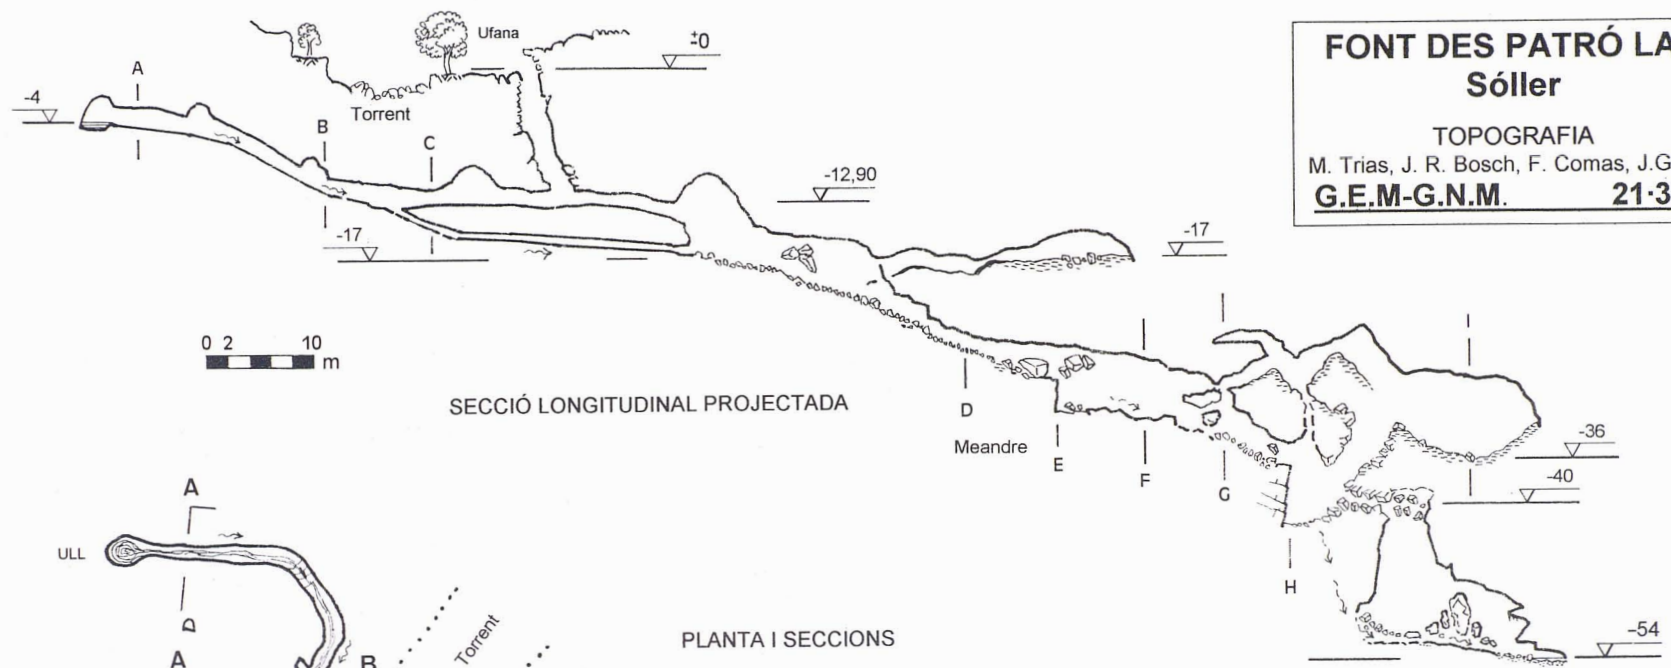 FONT DES PATRÓ LA
Sóller
TOPOGRAFIA
M. Trias, J. R. Bosch, F. Comas, J.G
G.E.M-G.N.M. 21·3
Ufana
±0
A
-4
Torrent
B
C
-12,90
-17
-17
0 2 10
m
SECCIÓ LONGITUDINAL PROJECTADA
D
Meandre
E
F
G
H
-36
-40
-54
A
ULL
D
A
B
Torrent
PLANTA I SECCIONS